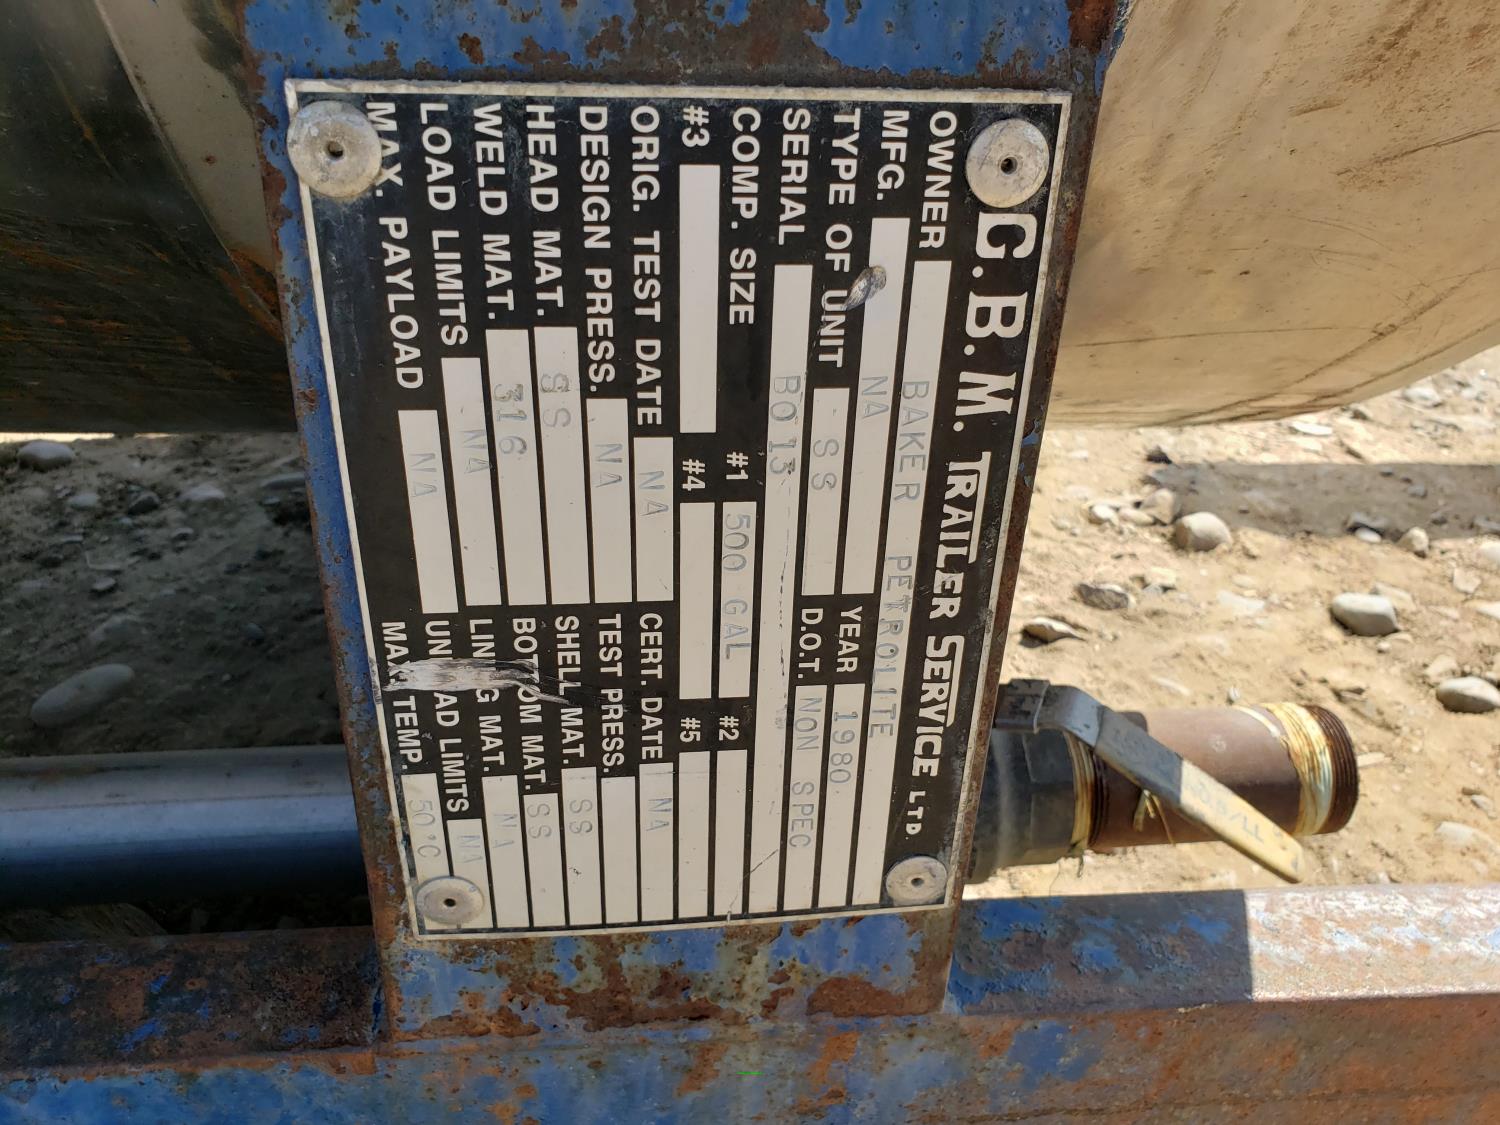 G.B.M. TRAILER SERVICE LTD.
OWNER BAKER PETROLITE
MFG. NA YEAR 1980
TYPE OF UNIT SS D.O.T. NON SPEC
SERIAL BO13
COMP. SIZE #1 500 GAL #2
#3 #4 #5
ORIG. TEST DATE NA CERT. DATE NA
DESIGN PRESS. NA TEST PRESS.
HEAD MAT. SS SHELL MAT. SS
WELD MAT. 316 BOTTOM MAT. SS
LOAD LIMITS NA LINING MAT. NA
MAX. PAYLOAD NA UNLOAD LIMITS NA
MAX. TEMP. 50°C